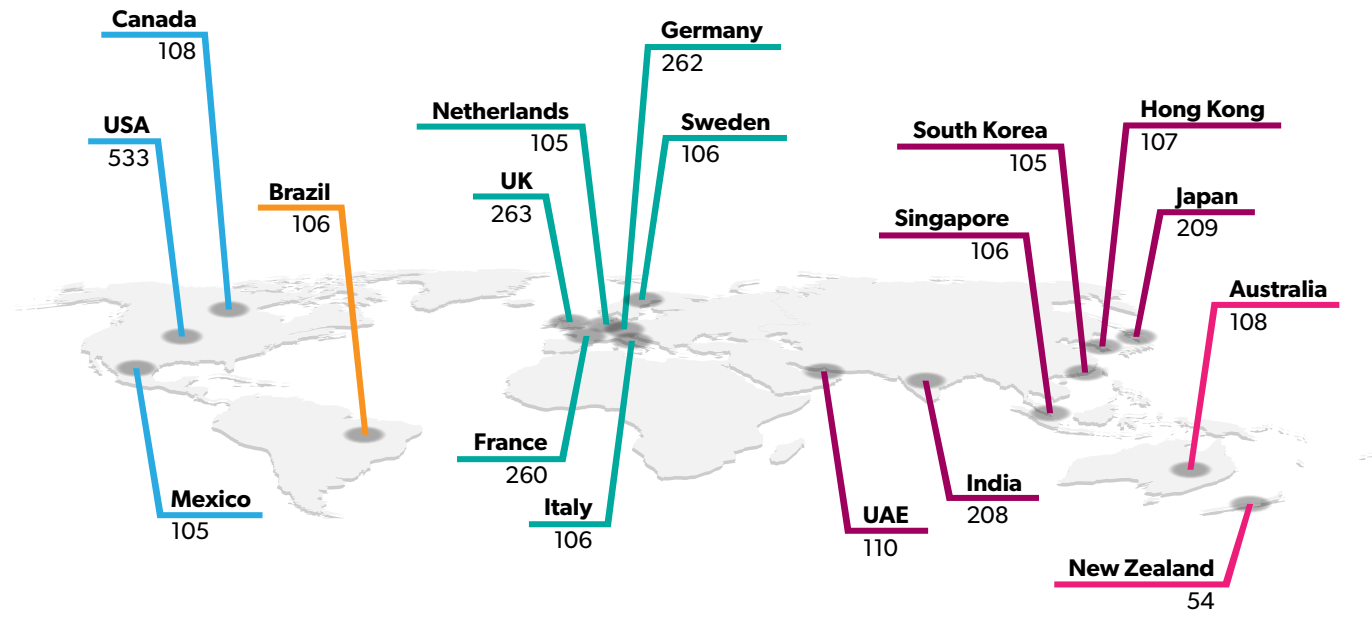 Canada
108
USA
533
Brazil
106
Mexico
105
Germany
262
Netherlands
105
Sweden
106
UK
263
France
260
Italy
106
Hong Kong
107
South Korea
105
Japan
209
Singapore
106
India
208
UAE
110
Australia
108
New Zealand
54